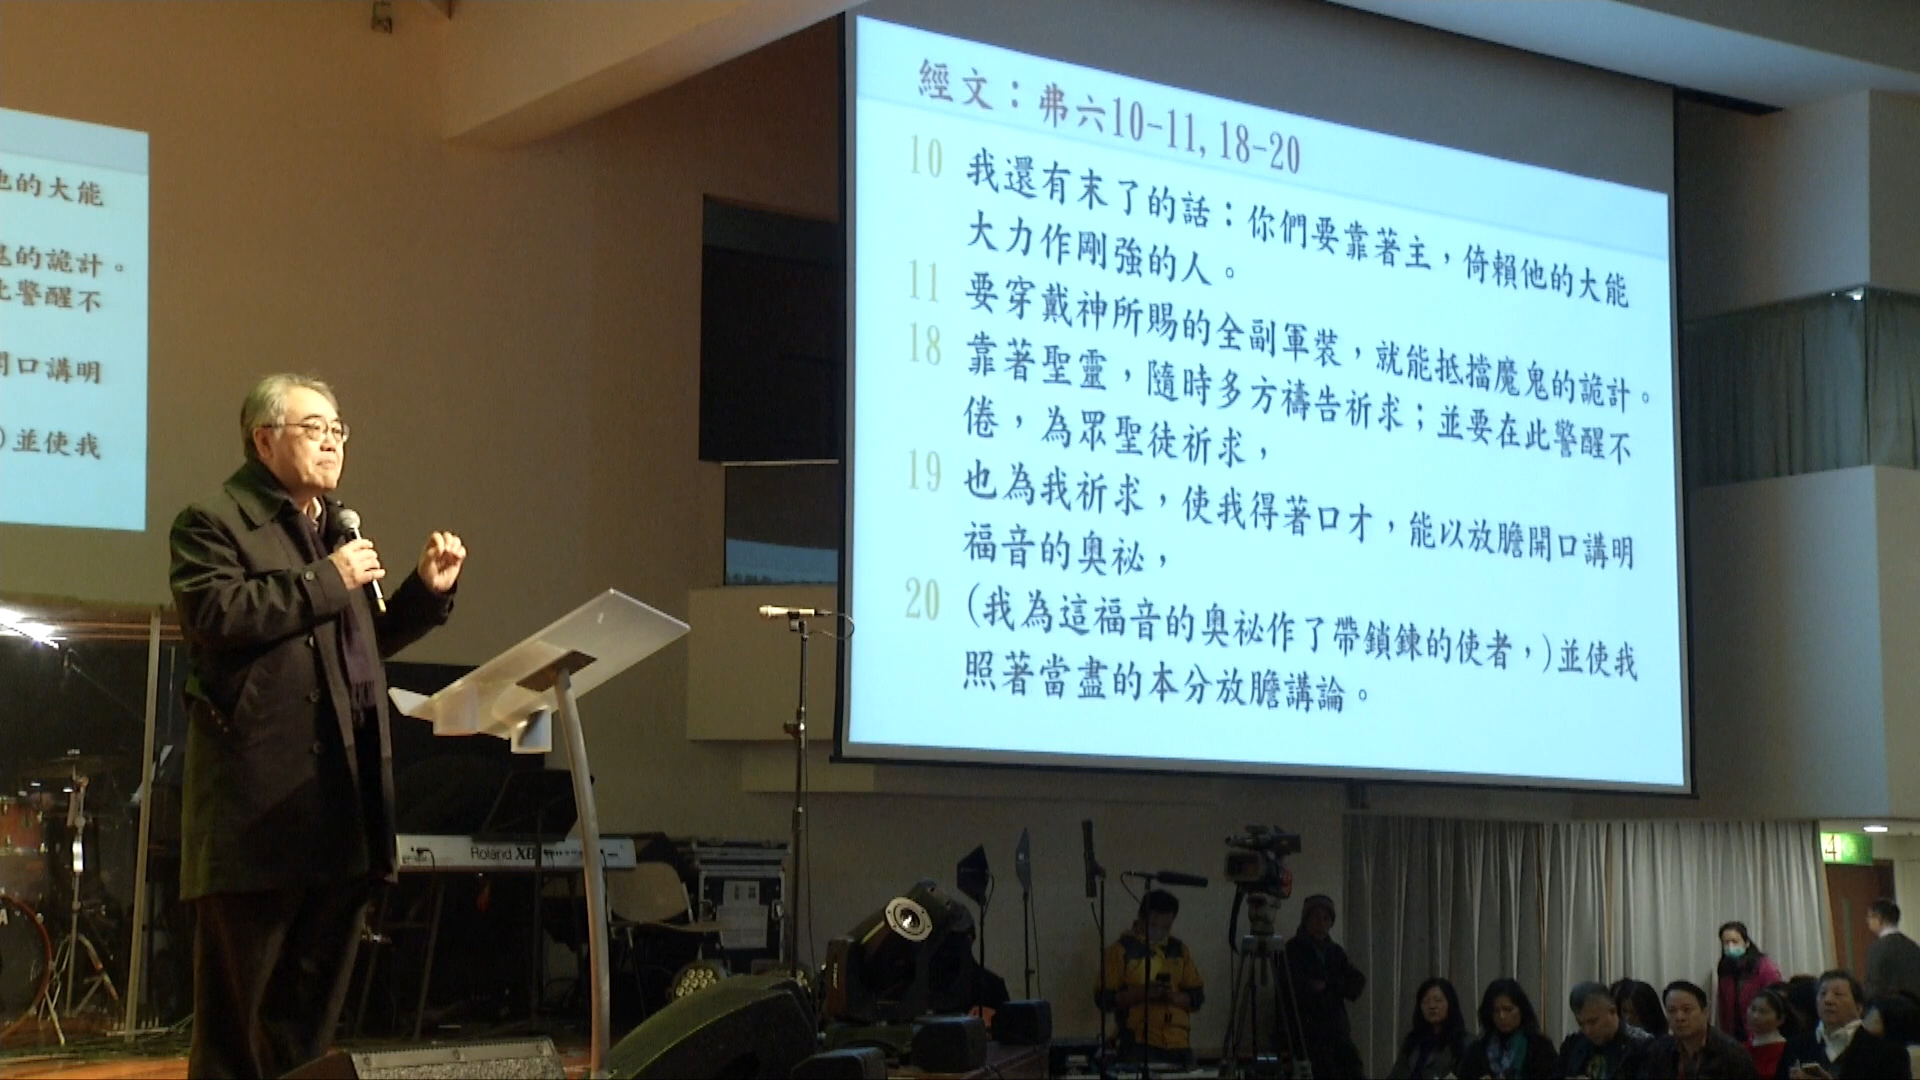 經文：弗六10-11,18-20
10 我還有末了的話：你們要靠著主，倚賴他的大能
大力作剛強的人。
11 要穿戴神所賜的全副軍裝，就能抵擋魔鬼的詭計。
18 靠著聖靈，隨時多方禱告祈求；並要在此警醒不
倦，為眾聖徒祈求，
19 也為我祈求，使我得著口才，能以放膽開口講明
福音的奧祕，
20 (我為這福音的奧祕作了帶鎖鍊的使者，)並使我
照著當盡的本分放膽講論。
他的大能
鬼的詭計。
此警醒不
開口講明
)並使我
Roland
4